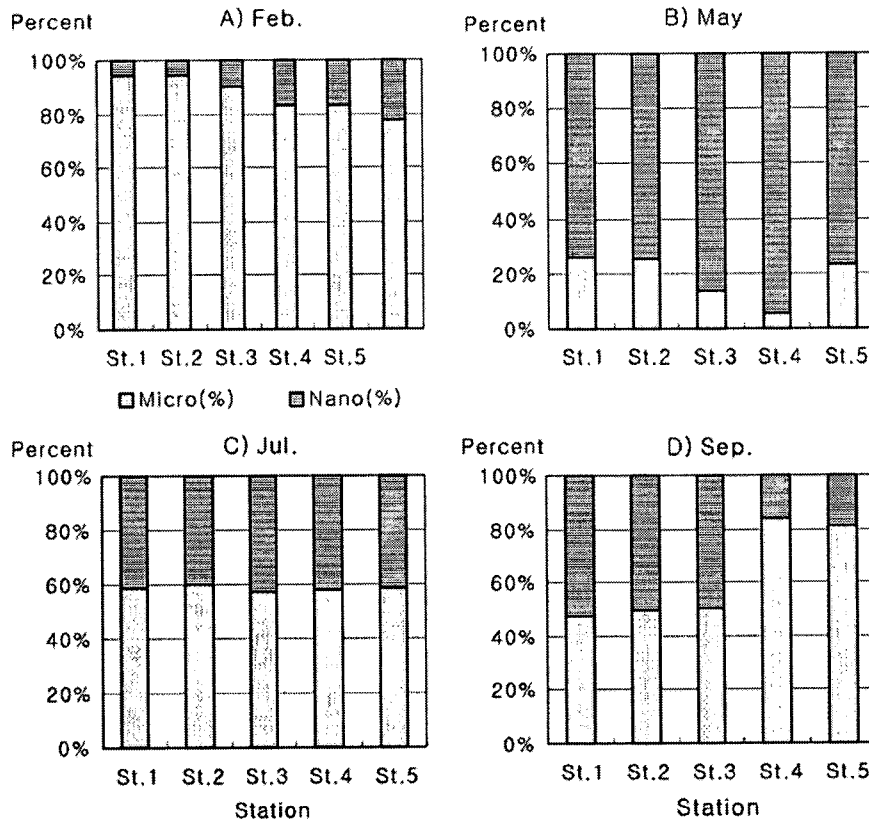 Percent A) Feb.
100%
80%
60%
40%
20%
0%
St.1 St.2 St.3 St.4 St.5
Percent B) May
100%
80%
60%
40%
20%
0%
St.1 St.2 St.3 St.4 St.5
Micro(%) Nano(%)
Percent C) Jul.
100%
80%
60%
40%
20%
0%
St.1 St.2 St.3 St.4 St.5
Station
Percent D) Sep.
100%
80%
60%
40%
20%
0%
St.1 St.2 St.3 St.4 St.5
Station